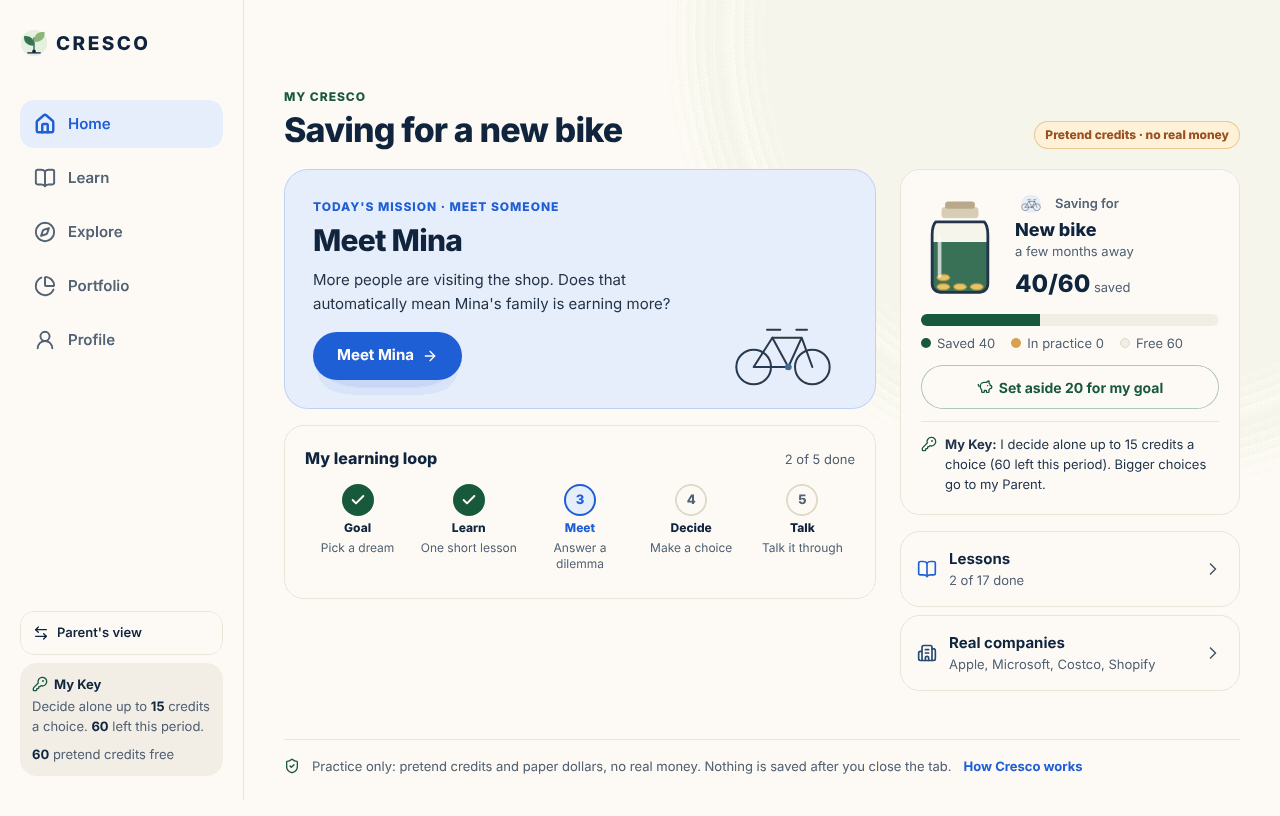 CRESCO
Home
Learn
Explore
Portfolio
Profile
Parent's view
My Key
Decide alone up to 15 credits
a choice. 60 left this period.
60 pretend credits free
MY CRESCO
Saving for a new bike
Pretend credits · no real money
TODAY'S MISSION · MEET SOMEONE
Meet Mina
More people are visiting the shop. Does that
automatically mean Mina's family is earning more?
Meet Mina
My learning loop
2 of 5 done
Goal
Pick a dream
Learn
One short lesson
3
Meet
Answer a
dilemma
4
Decide
Make a choice
5
Talk
Talk it through
Saving for
New bike
a few months away
40/60 saved
Saved 40
In practice 0
Free 60
Set aside 20 for my goal
My Key: I decide alone up to 15 credits a
choice (60 left this period). Bigger choices
go to my Parent.
Lessons
2 of 17 done
Real companies
Apple, Microsoft, Costco, Shopify
Practice only: pretend credits and paper dollars, no real money. Nothing is saved after you close the tab. How Cresco works